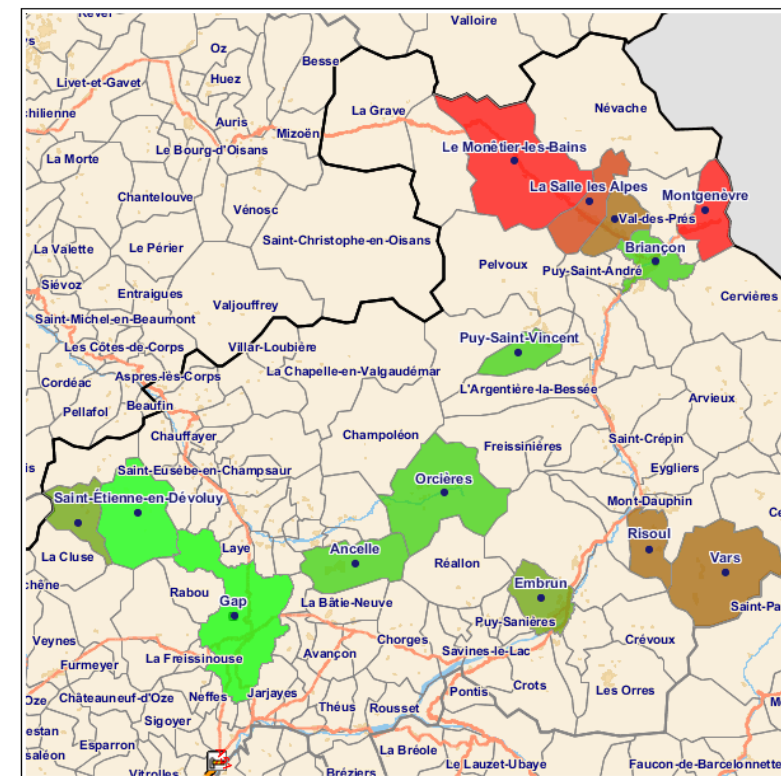 Valloire
Oz
Besse
Huez
Livet-et-Gavet
La Grave
Névache
Auris
Mizoën
Le Bourg-d'Oisans
Le Monêtier-les-Bains
La Morte
La Salle les Alpes
Montgenèvre
Chantelouve
Vénosc
Val-des-Prés
Saint-Christophe-en-Oisans
La Valette
Le Périer
Briançon
Pelvoux
Puy-Saint-André
Siévoz
Entraigues
Cervières
Valjouffrey
Saint-Michel-en-Beaumont
Puy-Saint-Vincent
Les Côtes-de-Corps
Villar-Loubière
La Chapelle-en-Valgaudémar
Aspres-lès-Corps
Cordéac
L'Argentière-la-Bessée
Arvieux
Beaufin
Pellafol
Chauffayer
Champoléon
Saint-Crépin
Freissinières
Saint-Eusèbe-en-Champsaur
Eygliers
Orcières
Saint-Étienne-en-Dévoluy
Mont-Dauphin
Risoul
Laye
Ancelle
La Cluse
Vars
Réallon
Embrun
Rabou
Gap
La Bâtie-Neuve
Saint-Pa
Puy-Sanières
Veynes
Chorges
Crévoux
Savines-le-Lac
Avançon
La Freissinouse
Furmeyer
Crots
Les Orres
Pontis
Jarjayes
Neffes
Châteauneuf-d'Oze
Oze
Théus
Rousset
Sigoyer
Esparron
La Bréole
Le Lauzet-Ubaye
Faucon-de-Barcelonnette
Vitrolles
Bréziers